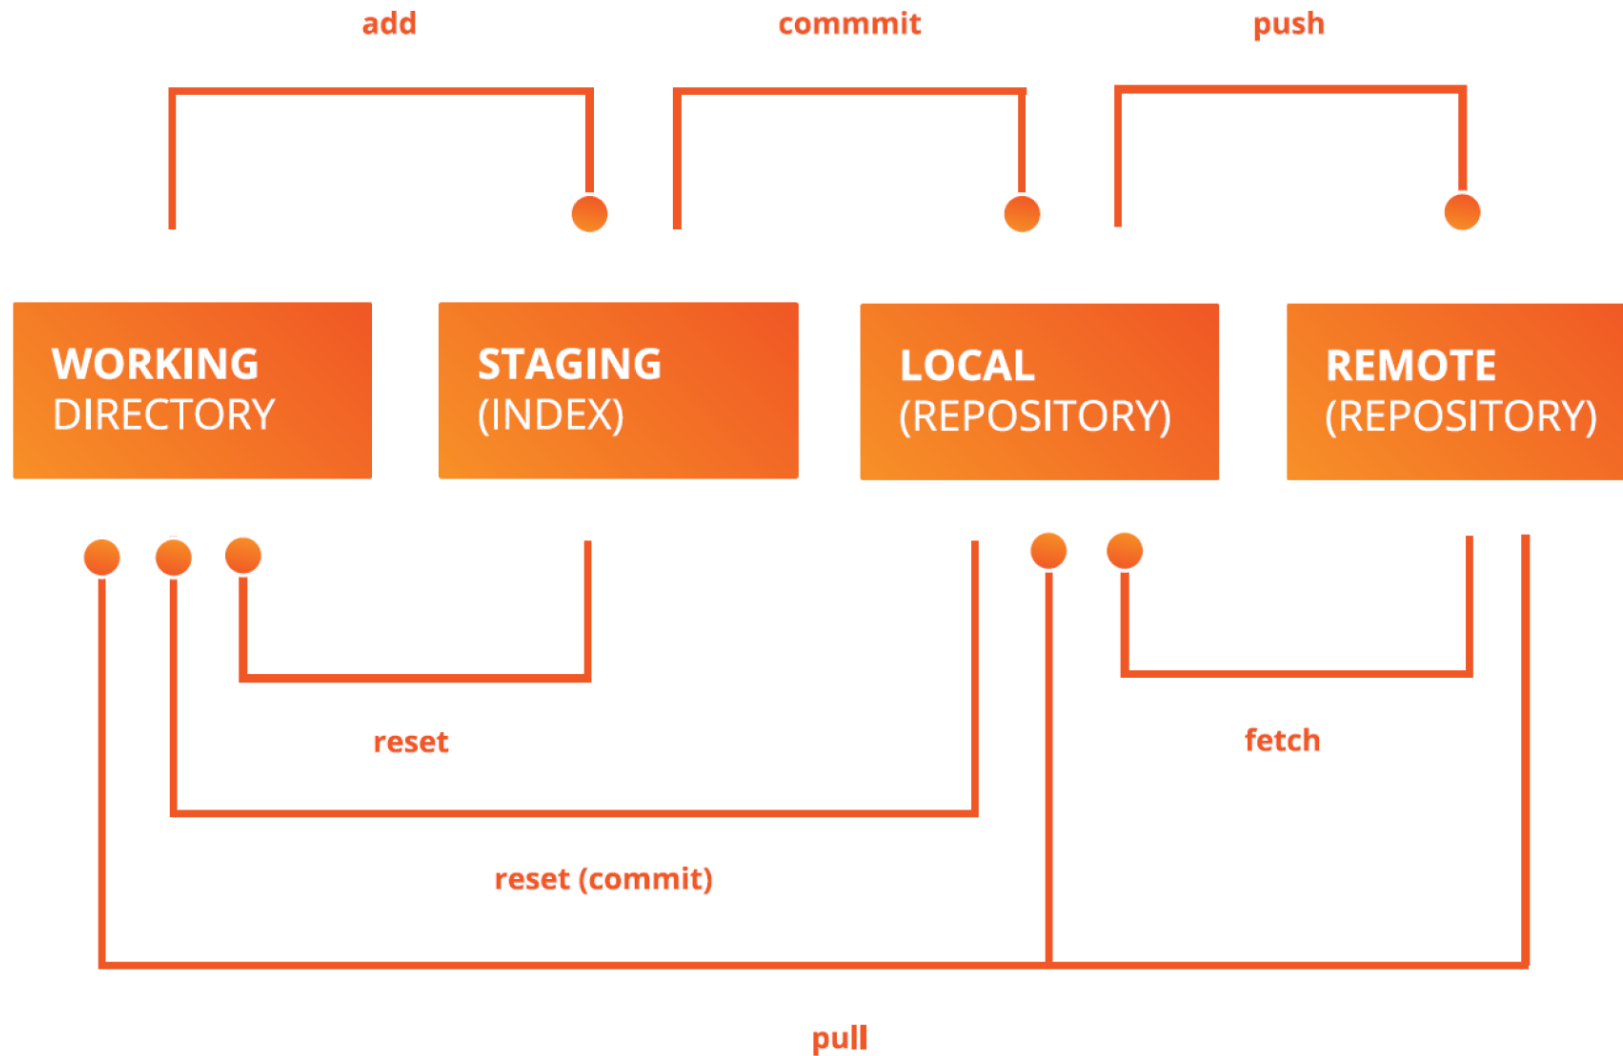 add
commmit
push
WORKING
DIRECTORY
STAGING
(INDEX)
LOCAL
(REPOSITORY)
REMOTE
(REPOSITORY)
reset
fetch
reset (commit)
pull